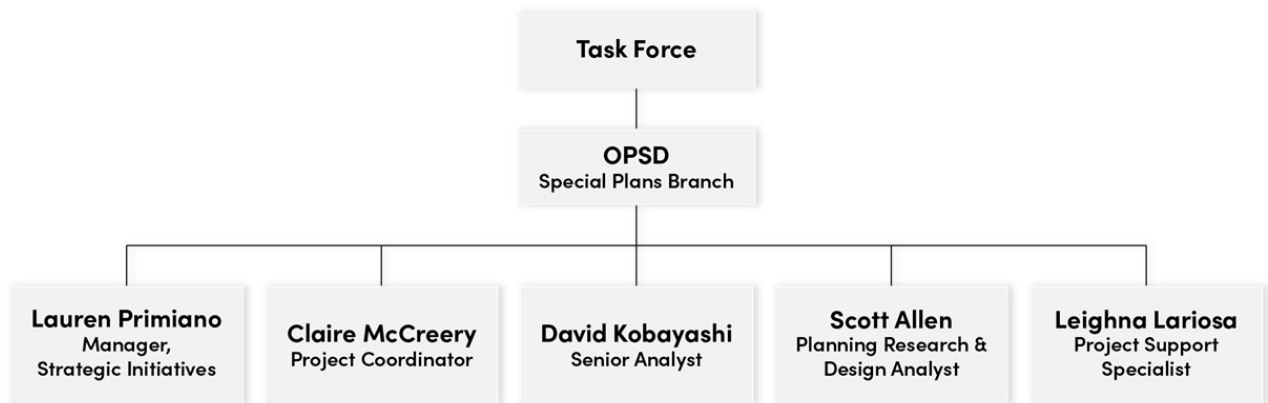 Task Force
OPSD
Special Plans Branch
Lauren Primiano
Manager,
Strategic Initiatives
Claire McCreery
Project Coordinator
David Kobayashi
Senior Analyst
Scott Allen
Planning Research &
Design Analyst
Leighna Lariosa
Project Support
Specialist